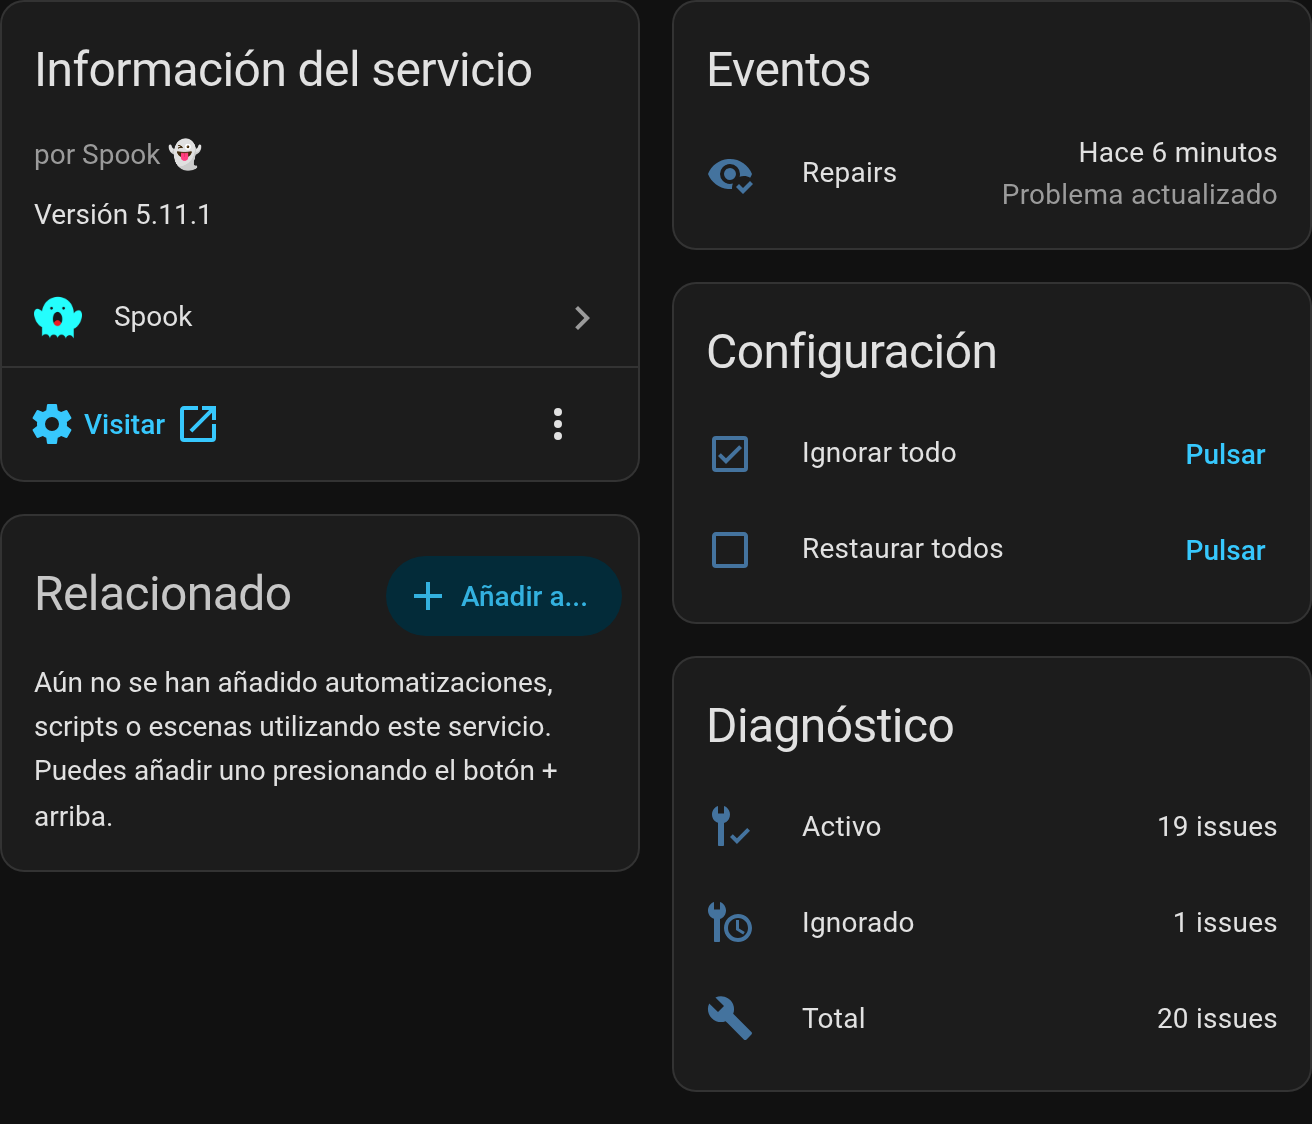 Información del servicio
por Spook 👻
Versión 5.11.1
Spook
Visitar
Relacionado
Añadir a...
Aún no se han añadido automatizaciones,
scripts o escenas utilizando este servicio.
Puedes añadir uno presionando el botón +
arriba.
Eventos
Repairs
Hace 6 minutos
Problema actualizado
Configuración
Ignorar todo
Pulsar
Restaurar todos
Pulsar
Diagnóstico
Activo
19 issues
Ignorado
1 issues
Total
20 issues